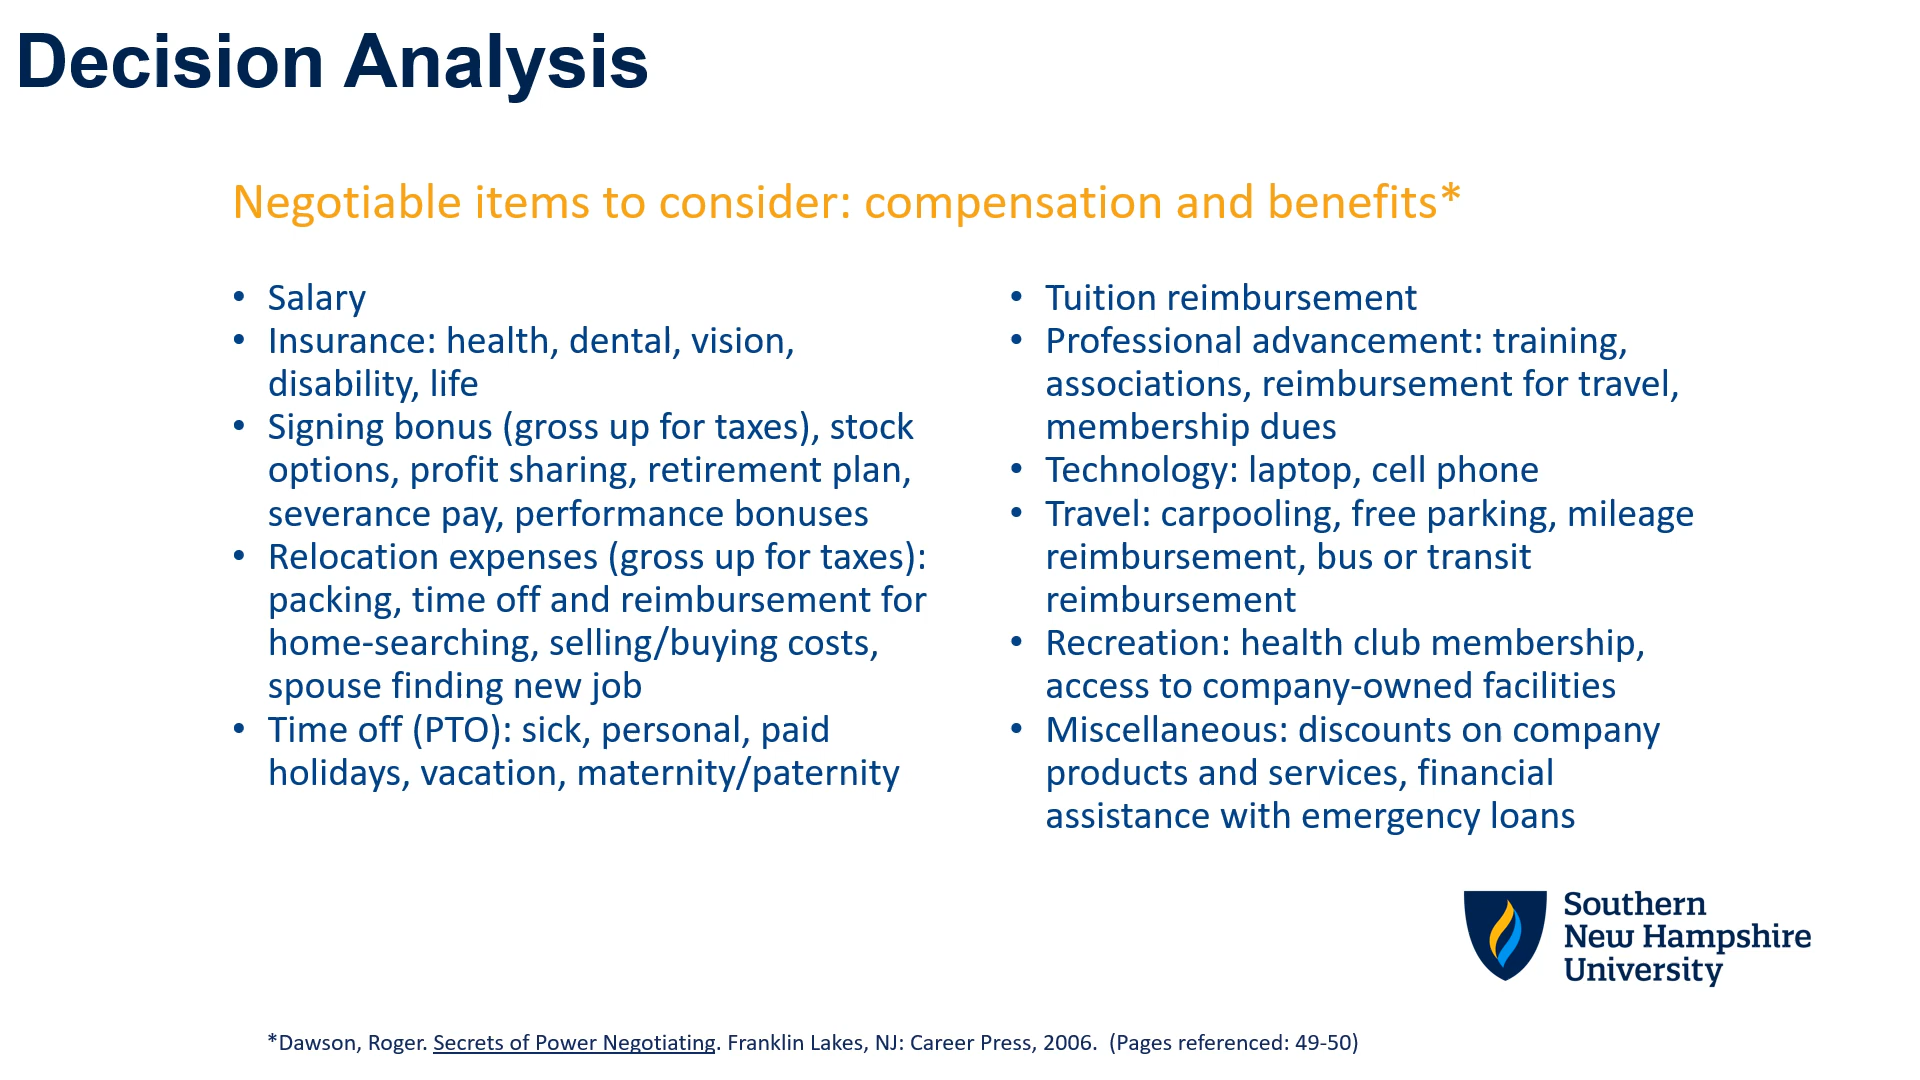 Decision Analysis
Negotiable items to consider: compensation and benefits*
• Salary
• Insurance: health, dental, vision,
disability, life
• Signing bonus (gross up for taxes), stock
options, profit sharing, retirement plan,
severance pay, performance bonuses
• Relocation expenses (gross up for taxes):
packing, time off and reimbursement for
home-searching, selling/buying costs,
spouse finding new job
• Time off (PTO): sick, personal, paid
holidays, vacation, maternity/paternity
• Tuition reimbursement
• Professional advancement: training,
associations, reimbursement for travel,
membership dues
• Technology: laptop, cell phone
• Travel: carpooling, free parking, mileage
reimbursement, bus or transit
reimbursement
• Recreation: health club membership,
access to company-owned facilities
• Miscellaneous: discounts on company
products and services, financial
assistance with emergency loans
Southern
New Hampshire
University
*Dawson, Roger. Secrets of Power Negotiating. Franklin Lakes, NJ: Career Press, 2006. (Pages referenced: 49-50)